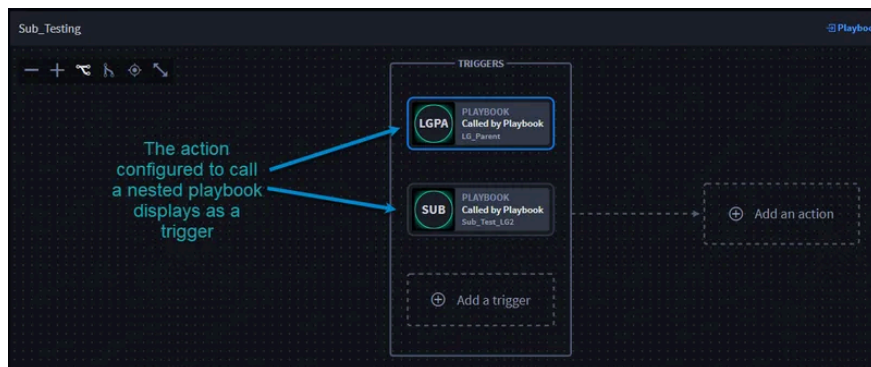 Sub_Testing
Playboo
TRIGGERS
LGPA
PLAYBOOK
Called by Playbook
LG_Parent
The action
configured to call
a nested playbook
displays as a
trigger
SUB
PLAYBOOK
Called by Playbook
Sub_Test_LG2
Add an action
Add a trigger